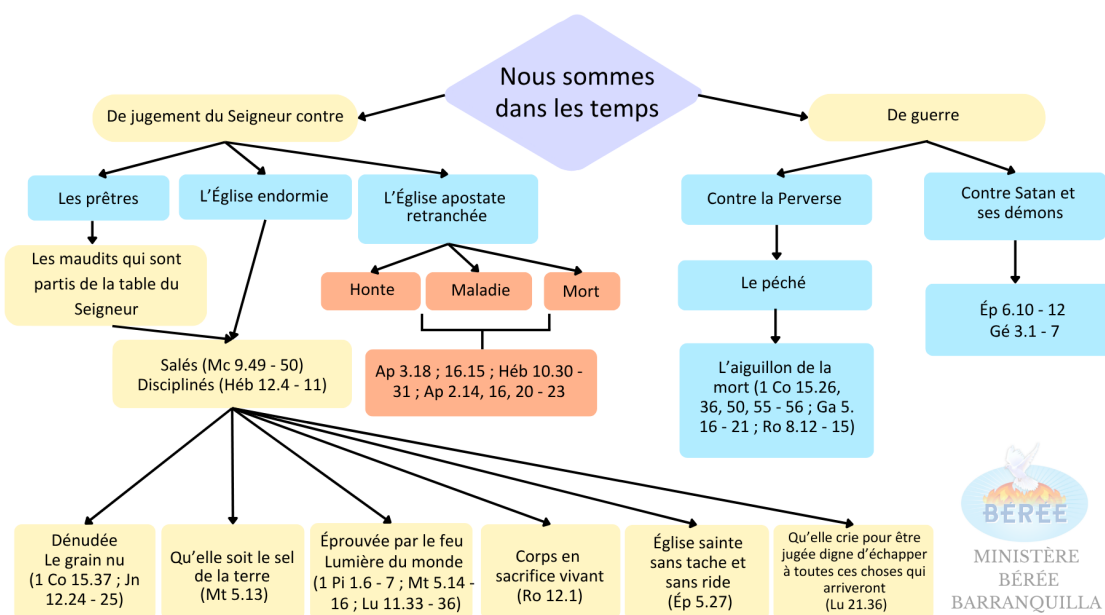 Nous sommes
dans les temps
De jugement du Seigneur contre
De guerre
Les prêtres
L'Église endormie
L'Église apostate
retranchée
Contre la Perverse
Contre Satan et
ses démons
Les maudits qui sont
partis de la table du
Seigneur
Honte
Maladie
Mort
Le péché
Ép 6.10 - 12
Gé 3.1 - 7
Salés (Mc 9.49 - 50)
Disciplinés (Héb 12.4 - 11)
Ap 3.18 ; 16.15 ; Héb 10.30 -
31 ; Ap 2.14, 16, 20 - 23
L'aiguillon de la
mort (1 Co 15.26,
36, 50, 55 - 56 ; Ga 5.
16 - 21 ; Ro 8.12 - 15)
Dénudée
Le grain nu
(1 Co 15.37 ; Jn
12.24 - 25)
Qu'elle soit le sel
de la terre
(Mt 5.13)
Éprouvée par le feu
Lumière du monde
(1 Pi 1.6 - 7 ; Mt 5.14 -
16 ; Lu 11.33 - 36)
Corps en
sacrifice vivant
(Ro 12.1)
Église sainte
sans tache et
sans ride
(Ép 5.27)
Qu'elle crie pour être
jugée digne d'échapper
à toutes ces choses qui
arriveront
(Lu 21.36)
BÉRÉE
MINISTÈRE
BÉRÉE
BARRANQUILLA